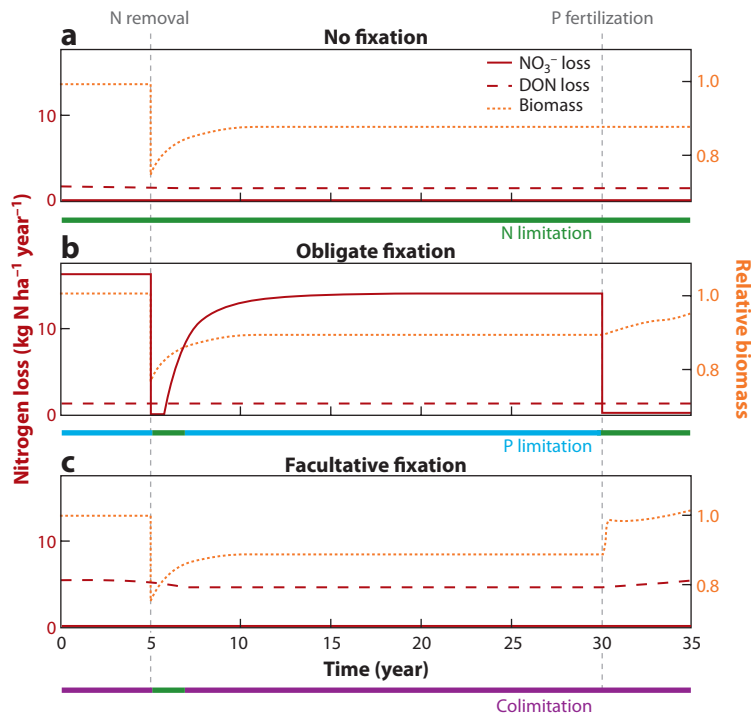 N removal
P fertilization
a
No fixation
NO₃⁻ loss
DON loss
Biomass
10
0
1.0
0.8
N limitation
b
Obligate fixation
10
0
1.0
0.8
P limitation
c
Facultative fixation
10
0
1.0
0.8
0
5
10
15
20
25
30
35
Time (year)
Colimitation
Nitrogen loss (kg N ha⁻¹ year⁻¹)
Relative biomass